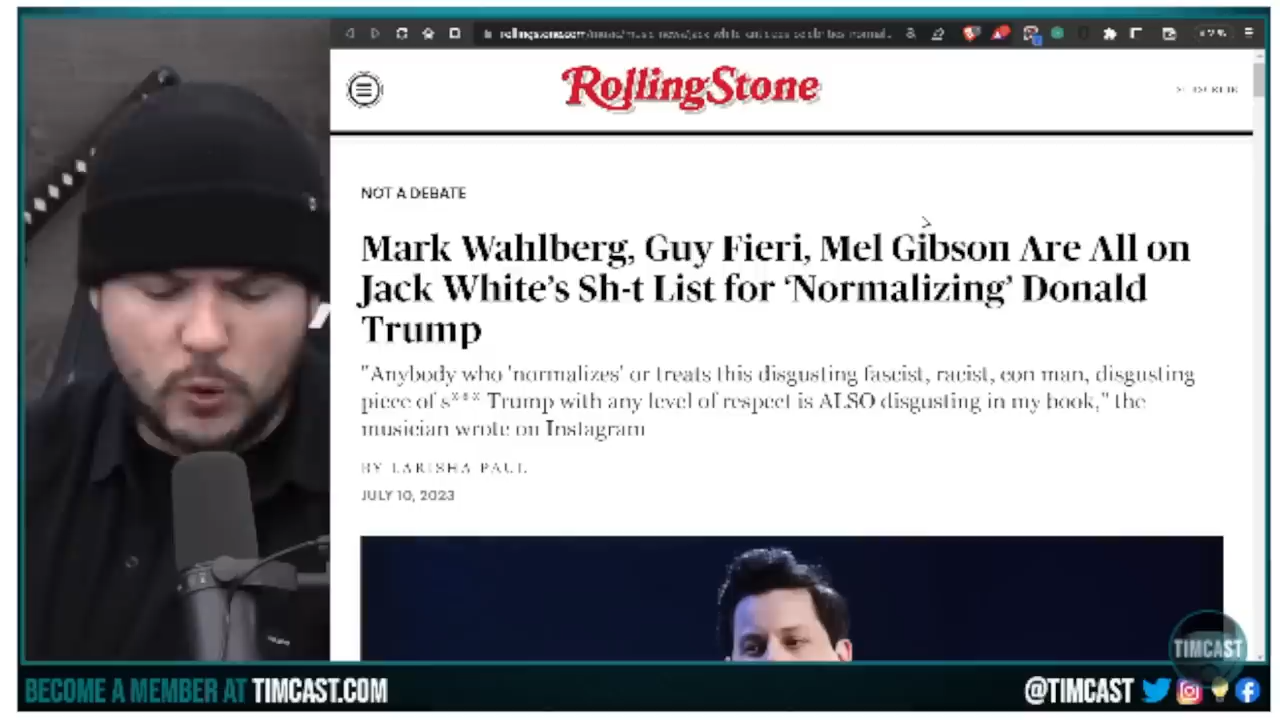 RollingStone
NOT A DEBATE
Mark Wahlberg, Guy Fieri, Mel Gibson Are All on
Jack White's Sh-t List for 'Normalizing' Donald
Trump
"Anybody who 'normalizes' or treats this disgusting fascist, racist, con man, disgusting
piece of s*** Trump with any level of respect is ALSO disgusting in my book," the
musician wrote on Instagram
BY LARISHA PAUL
JULY 10, 2023
TIMCAST
BECOME A MEMBER AT TIMCAST.COM
@TIMCAST